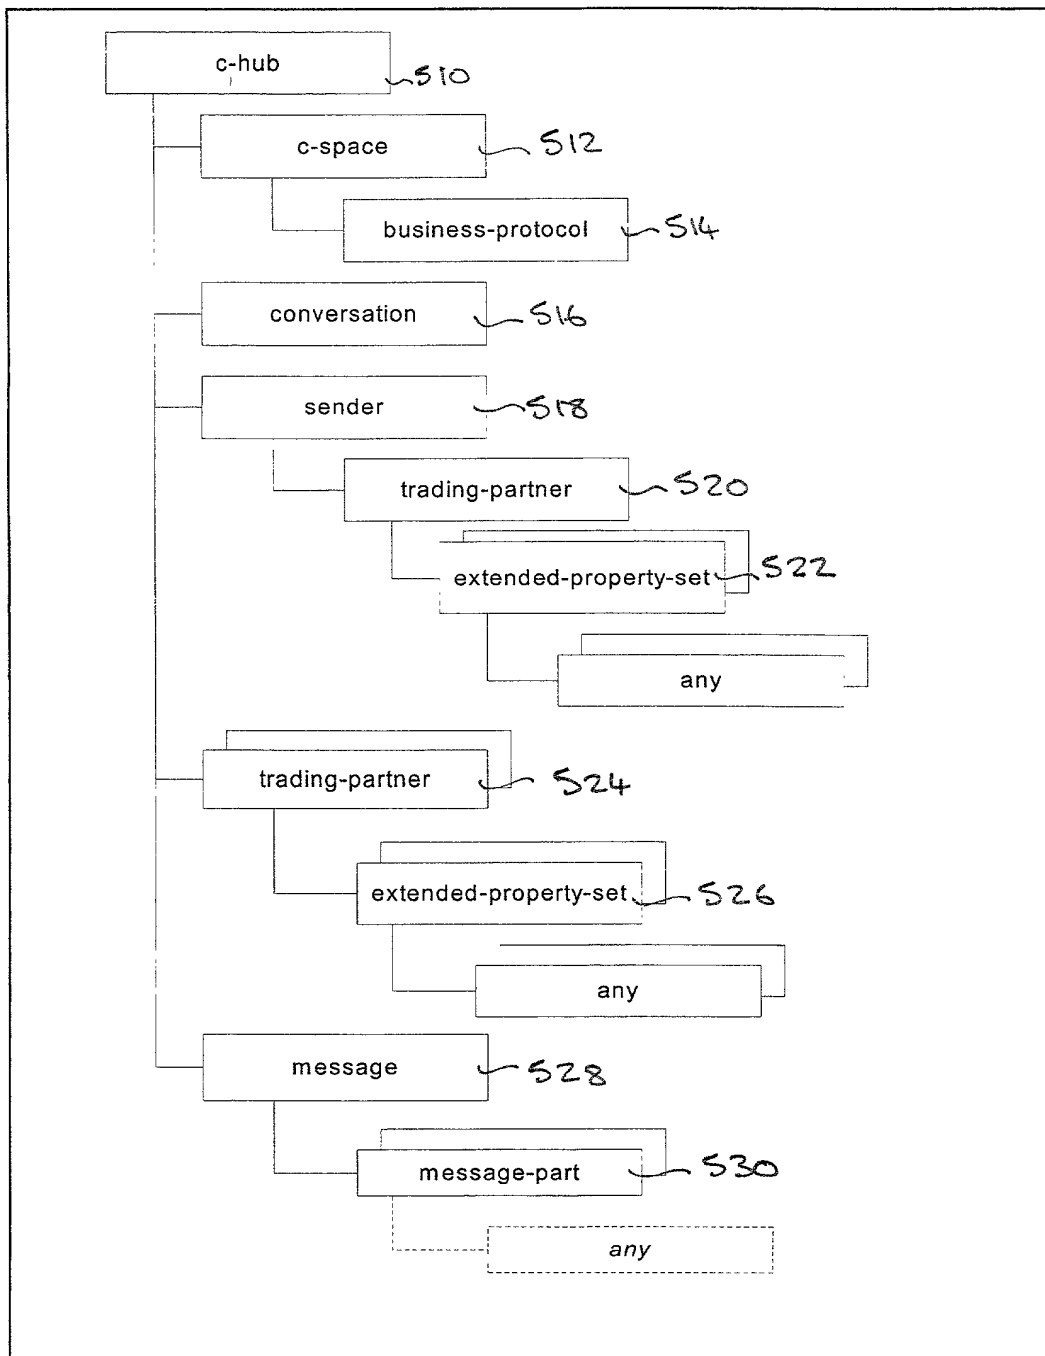 c-hub 510
c-space 512
business-protocol 514
conversation 516
sender 518
trading-partner 520
extended-property-set 522
any
trading-partner 524
extended-property-set 526
any
message 528
message-part 530
any